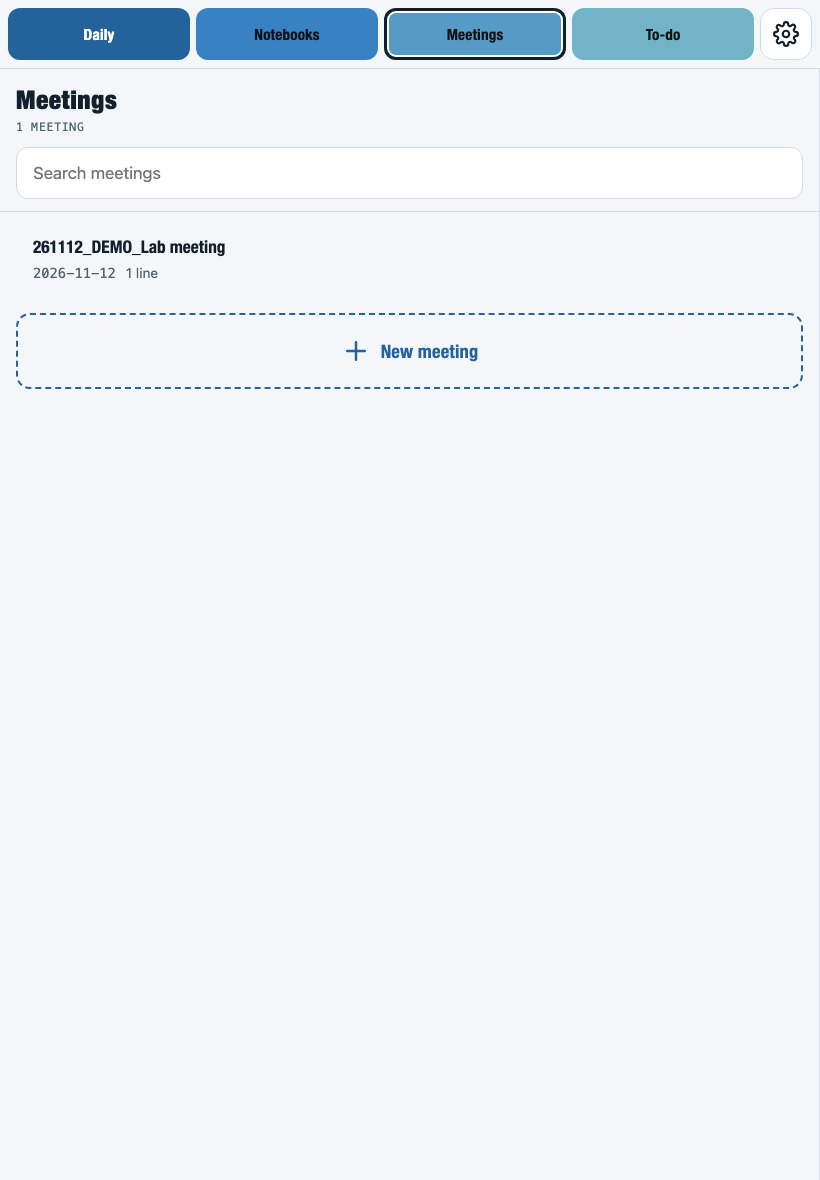 Daily Notebooks Meetings To-do
Meetings
1 MEETING
Search meetings
261112_DEMO_Lab meeting
2026-11-12 1 line
New meeting